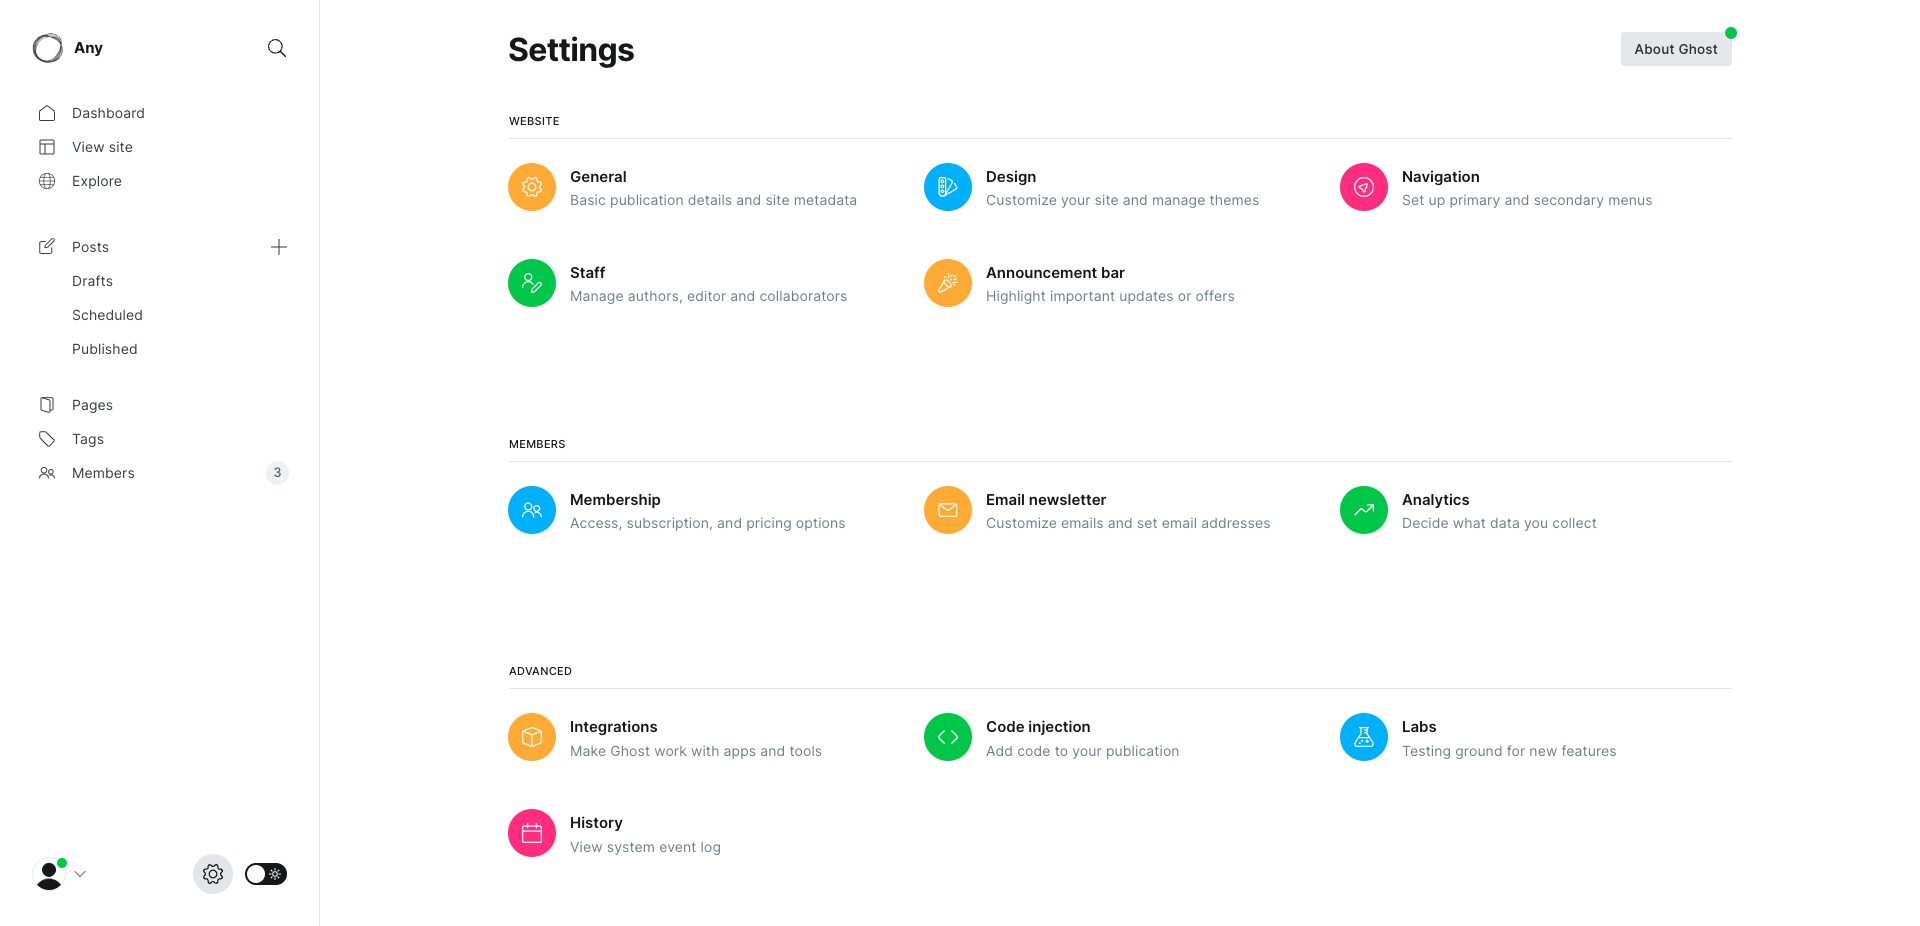 Any
Dashboard
View site
Explore
Posts
Drafts
Scheduled
Published
Pages
Tags
Members
3
Settings
About Ghost
WEBSITE
General
Basic publication details and site metadata
Design
Customize your site and manage themes
Navigation
Set up primary and secondary menus
Staff
Manage authors, editor and collaborators
Announcement bar
Highlight important updates or offers
MEMBERS
Membership
Access, subscription, and pricing options
Email newsletter
Customize emails and set email addresses
Analytics
Decide what data you collect
ADVANCED
Integrations
Make Ghost work with apps and tools
Code injection
Add code to your publication
Labs
Testing ground for new features
History
View system event log